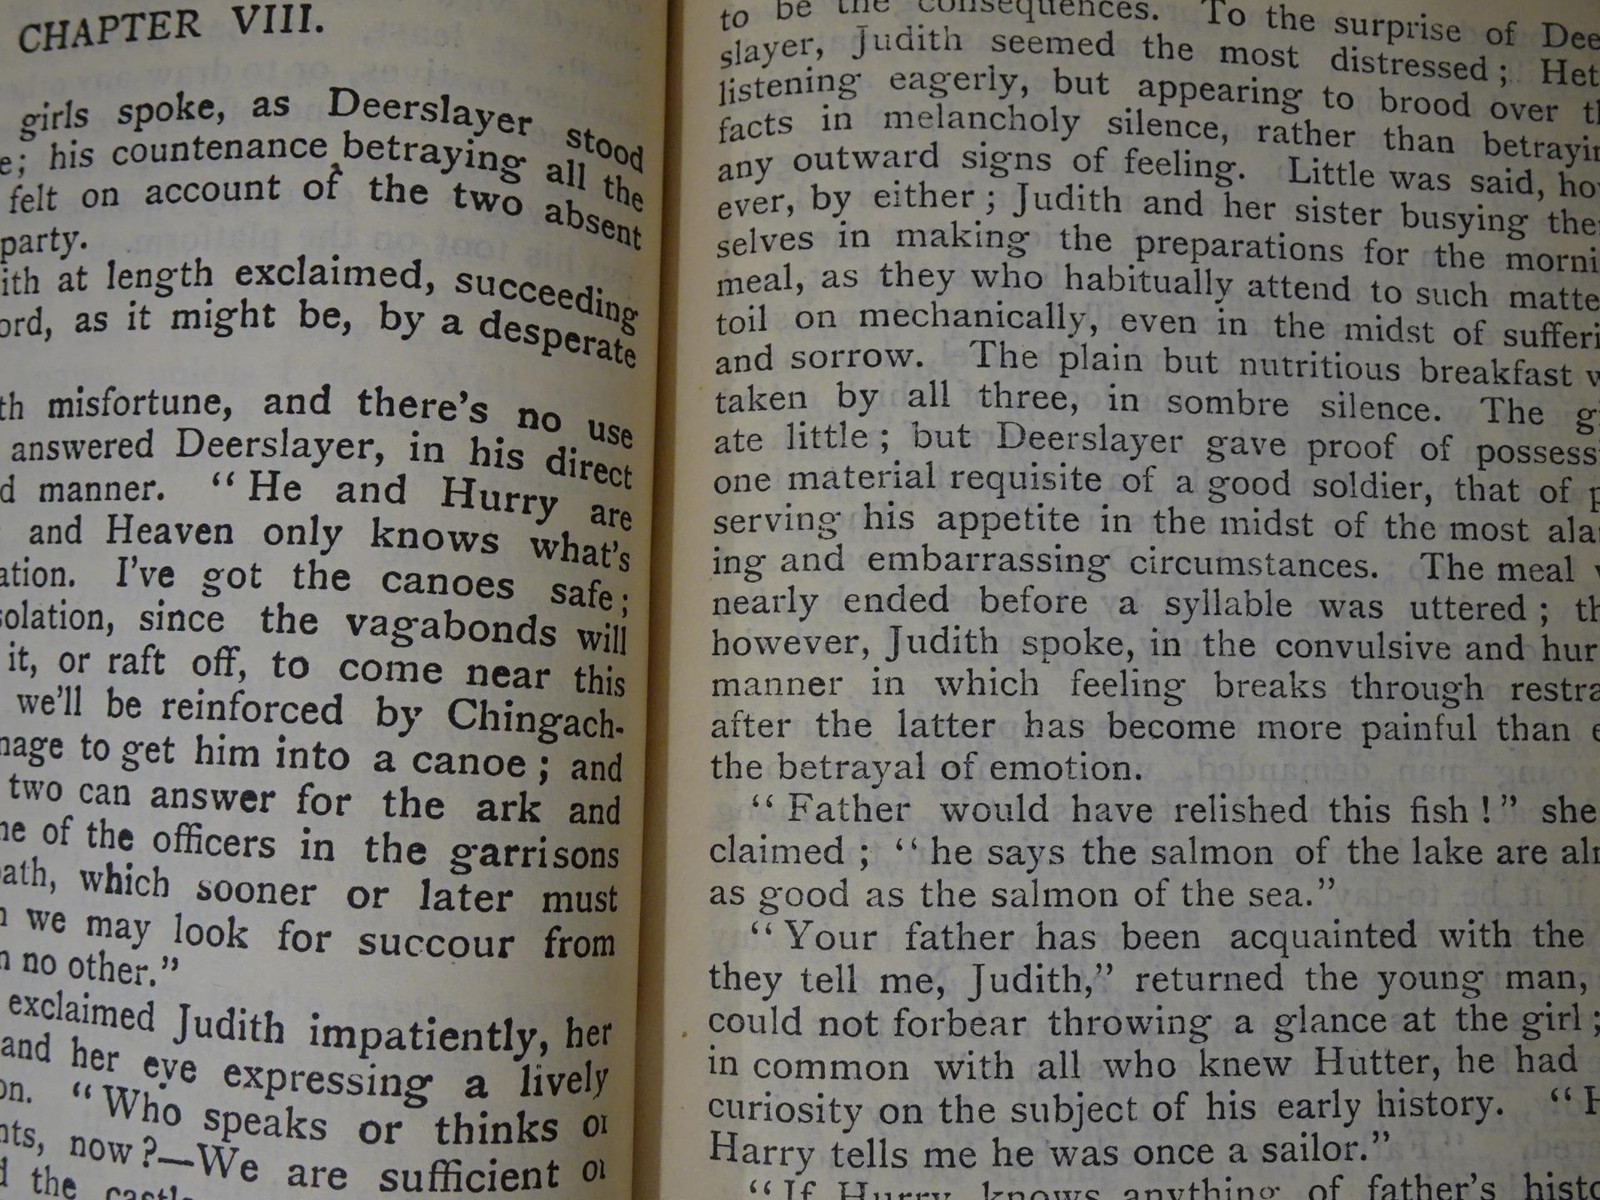 CHAPTER VIII.
girls spoke, as Deerslayer stood
e; his countenance betraying all the
felt on account of the two absent
party.
ith at length exclaimed, succeeding
ord, as it might be, by a desperate
th misfortune, and there's no use
answered Deerslayer, in his direct
d manner. "He and Hurry are
and Heaven only knows what's
ation. I've got the canoes safe;
solation, since the vagabonds will
it, or raft off, to come near this
we'll be reinforced by Chingach-
nage to get him into a canoe; and
two can answer for the ark and
ne of the officers in the garrisons
path, which sooner or later must
n we may look for succour from
n no other."
exclaimed Judith impatiently, her
and her eye expressing a lively
on. "Who speaks or thinks
nts, now?—We are sufficient
the castle
to be the consequences. To the surprise of Dee
slayer, Judith seemed the most distressed; Het
listening eagerly, but appearing to brood over th
facts in melancholy silence, rather than betrayin
any outward signs of feeling. Little was said, ho
ever, by either; Judith and her sister busying the
selves in making the preparations for the morni
meal, as they who habitually attend to such matte
toil on mechanically, even in the midst of sufferi
and sorrow. The plain but nutritious breakfast w
taken by all three, in sombre silence. The gi
ate little; but Deerslayer gave proof of possess
one material requisite of a good soldier, that of p
serving his appetite in the midst of the most ala
ing and embarrassing circumstances. The meal
nearly ended before a syllable was uttered; th
however, Judith spoke, in the convulsive and hur
manner in which feeling breaks through restra
after the latter has become more painful than e
the betrayal of emotion.
"Father would have relished this fish!" she
claimed; "he says the salmon of the lake are al
as good as the salmon of the sea."
"Your father has been acquainted with the
they tell me, Judith," returned the young man,
could not forbear throwing a glance at the girl;
in common with all who knew Hutter, he had
curiosity on the subject of his early history. "H
Harry tells me he was once a sailor."
"If Hurry knows anything of father's histo